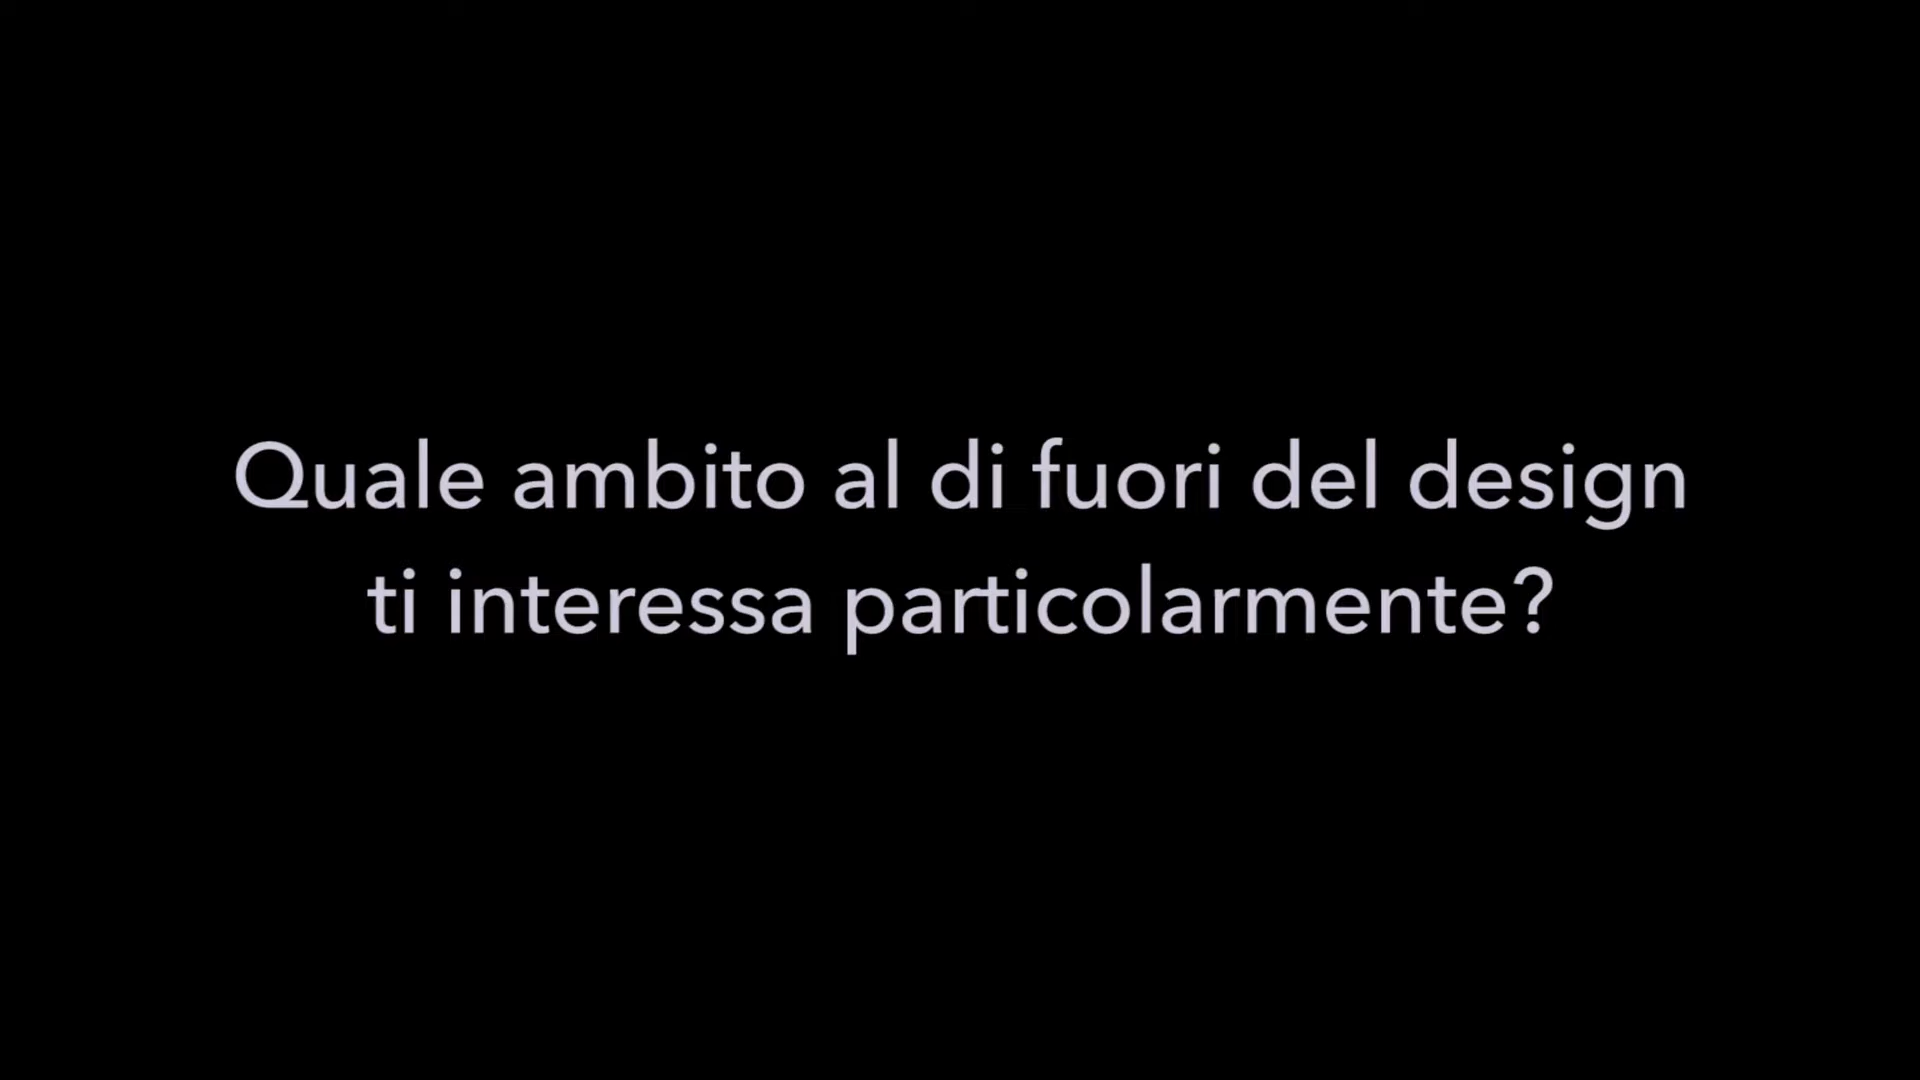 Quale ambito al di fuori del design
ti interessa particolarmente?